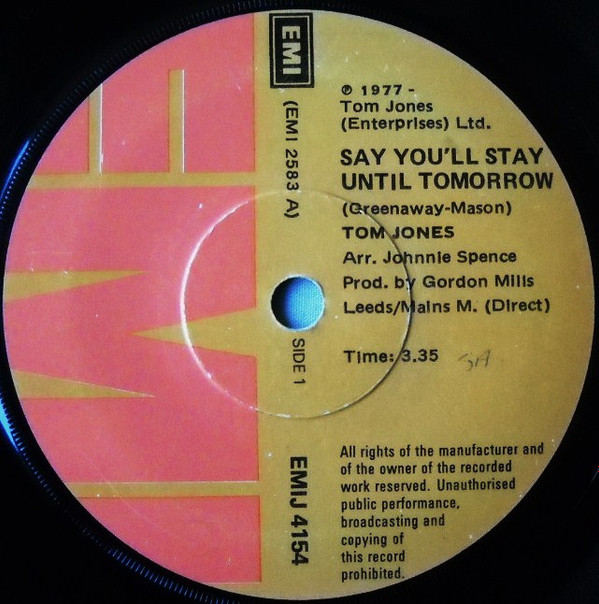 EMI
EMI
(EMI 2583 A)
℗ 1977 -
Tom Jones
(Enterprises) Ltd.
SAY YOU'LL STAY
UNTIL TOMORROW
(Greenaway-Mason)
TOM JONES
Arr. Johnnie Spence
Prod. by Gordon Mills
Leeds/Mains M. (Direct)
SIDE 1
Time: 3.35
EMIJ 4154
All rights of the manufacturer and
of the owner of the recorded
work reserved. Unauthorised
public performance,
broadcasting and
copying of
this record
prohibited.